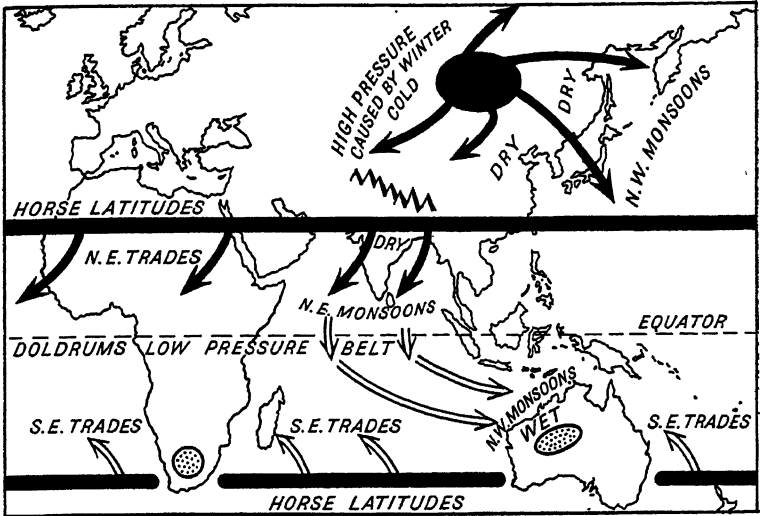 HIGH PRESSURE
CAUSED BY WINTER
COLD
DRY
DRY
N.W. MONSOONS
HORSE LATITUDES
N.E. TRADES
DRY
N.E. MONSOONS
EQUATOR
DOLDRUMS LOW PRESSURE BELT
N.W. MONSOONS
WET
S.E. TRADES
S.E. TRADES
S.E. TRADES
HORSE LATITUDES